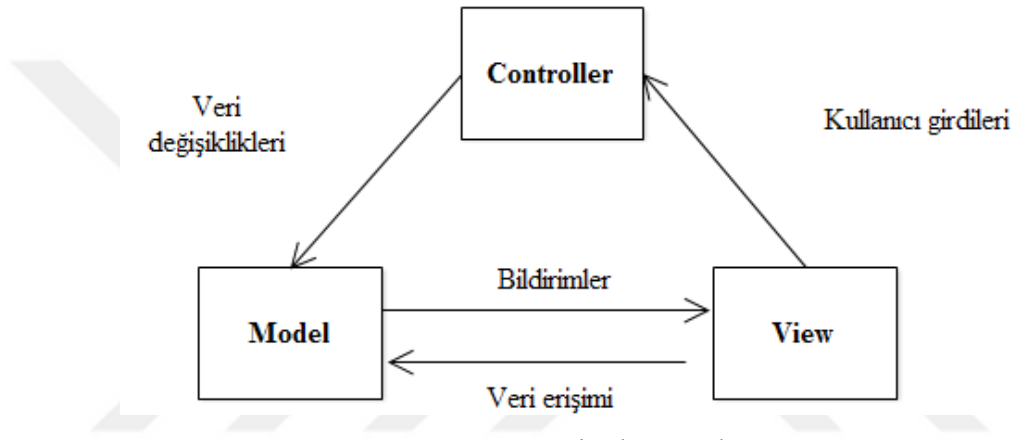 Controller
Veri
değişiklikleri
Kullanıcı girdileri
Bildirimler
Model
View
Veri erişimi